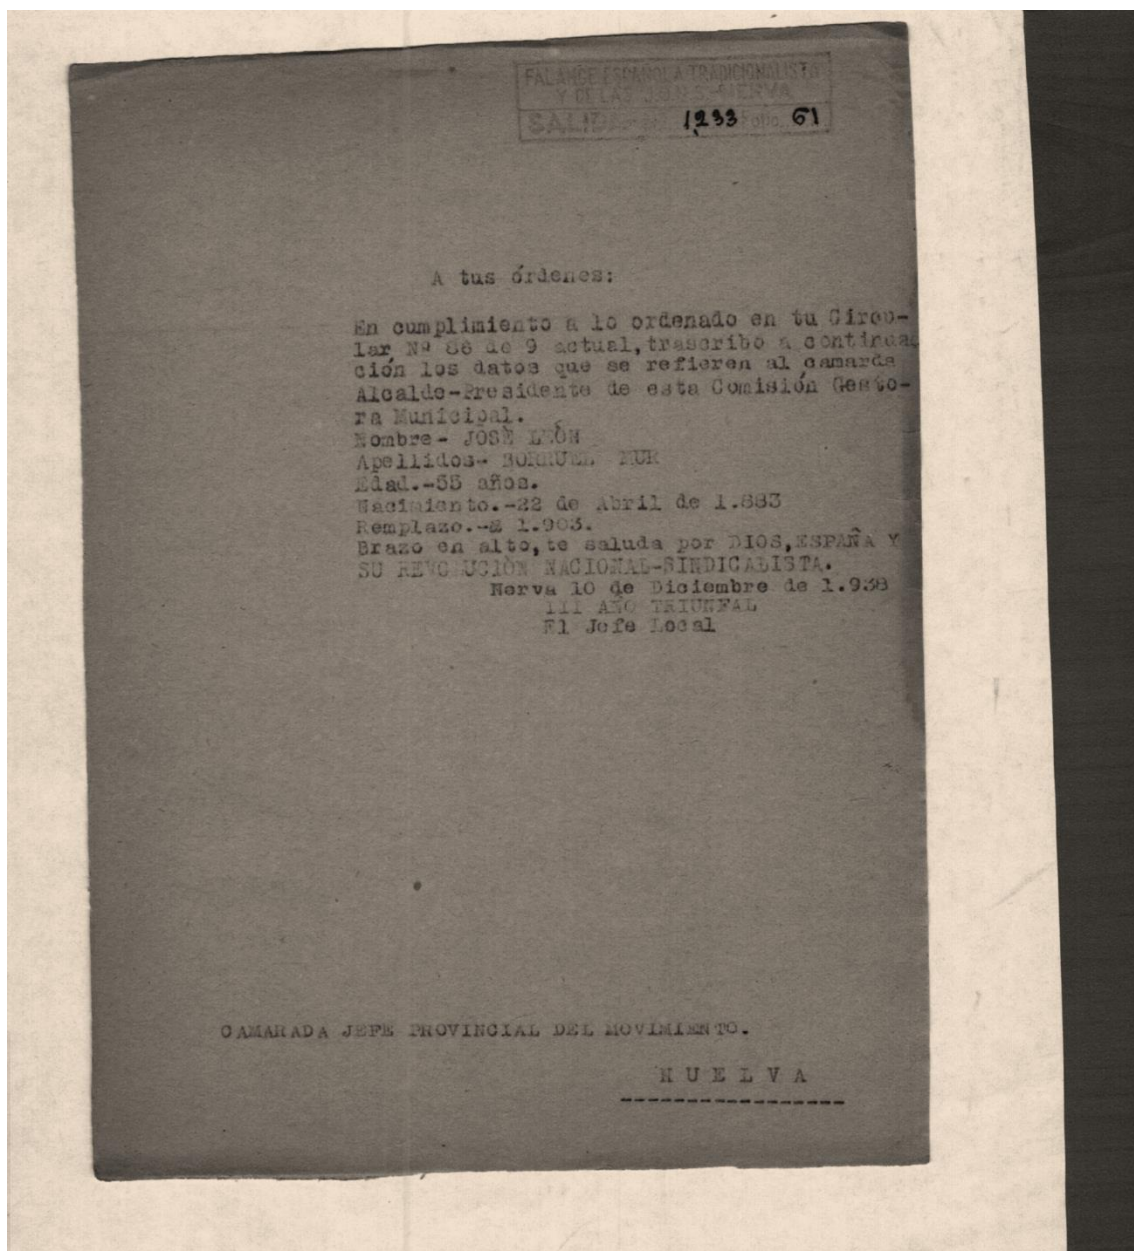 FALANGE ESPAÑOLA TRADICIONALISTA
Y DE LAS J.O.N.S.-NERVA
SALIDA 1233 Folio 61
A tus órdenes:
En cumplimiento a lo ordenado en tu Circu-
lar Nº 86 de 9 actual, trascribo a continua
ción los datos que se refieren al camarda
Alcalde-Presidente de esta Comisión Gesto-
ra Municipal.
Nombre- JOSÉ LEÓN
Apellidos- BORRUEL MUR
Edad.-55 años.
Nacimiento.-22 de Abril de 1.883
Remplazo.- 1.903.
Brazo en alto, te saluda por DIOS, ESPAÑA Y
SU REVOLUCIÓN NACIONAL-SINDICALISTA.
Nerva 10 de Diciembre de 1.938
III AÑO TRIUNFAL
El Jefe Local
CAMARADA JEFE PROVINCIAL DEL MOVIMIENTO.
H U E L V A